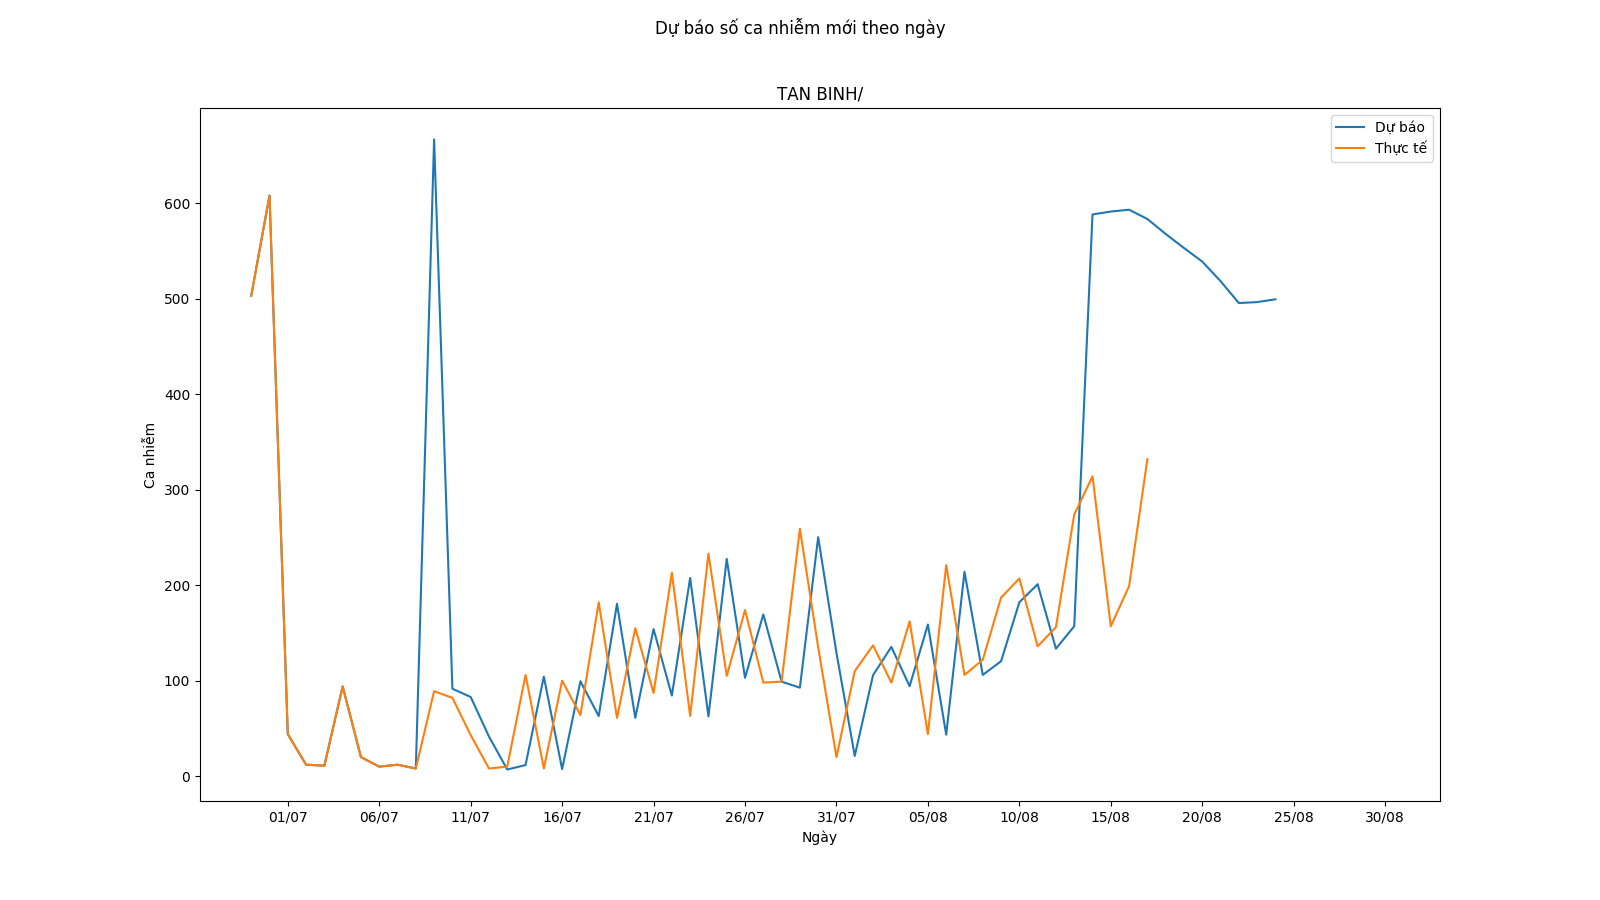 Dự báo số ca nhiễm mới theo ngày
TAN BINH/
Dự báo
Thực tế
600
500
400
300
200
100
0
Ca nhiễm
01/07 06/07 11/07 16/07 21/07 26/07 31/07 05/08 10/08 15/08 20/08 25/08 30/08
Ngày